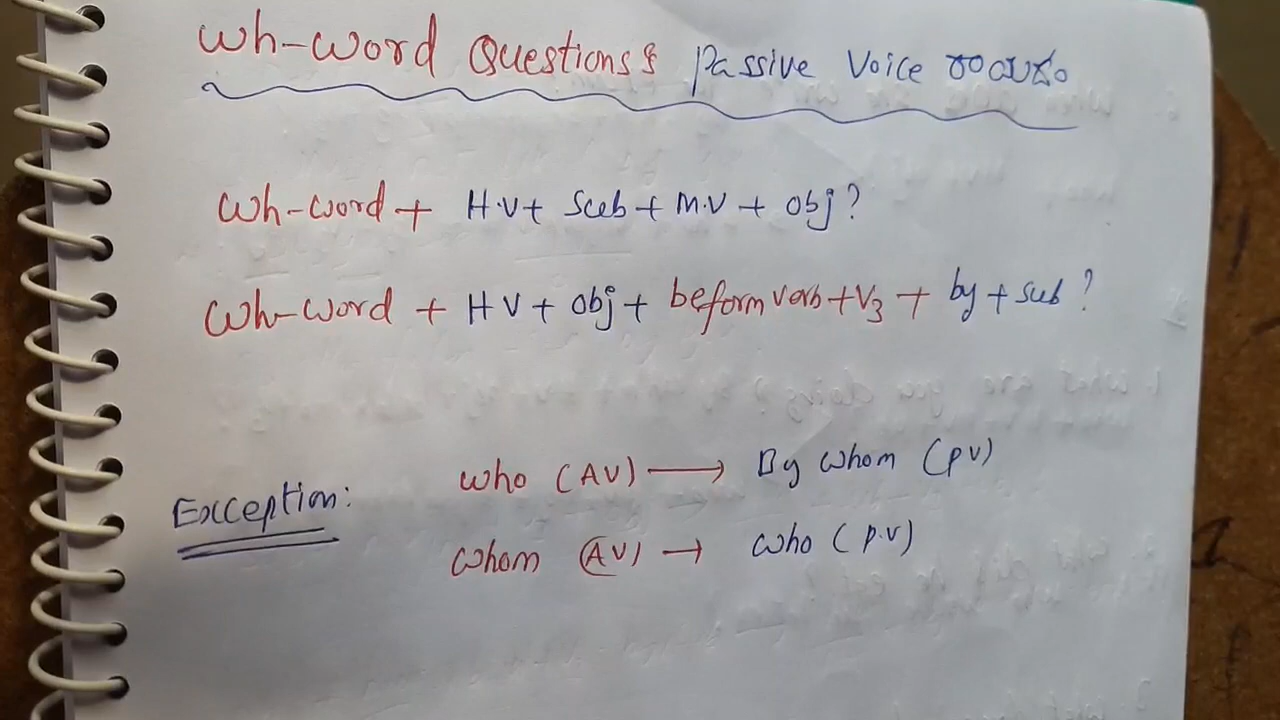 Wh-word Questions & Passive Voice
Wh-word + H.V + Sub + M.V + obj ?
Wh-word + H V + obj + beform verb + V3 + by + sub ?
Exception:
Who (AV) → By whom (PV)
Whom (AV) → Who (P.V)